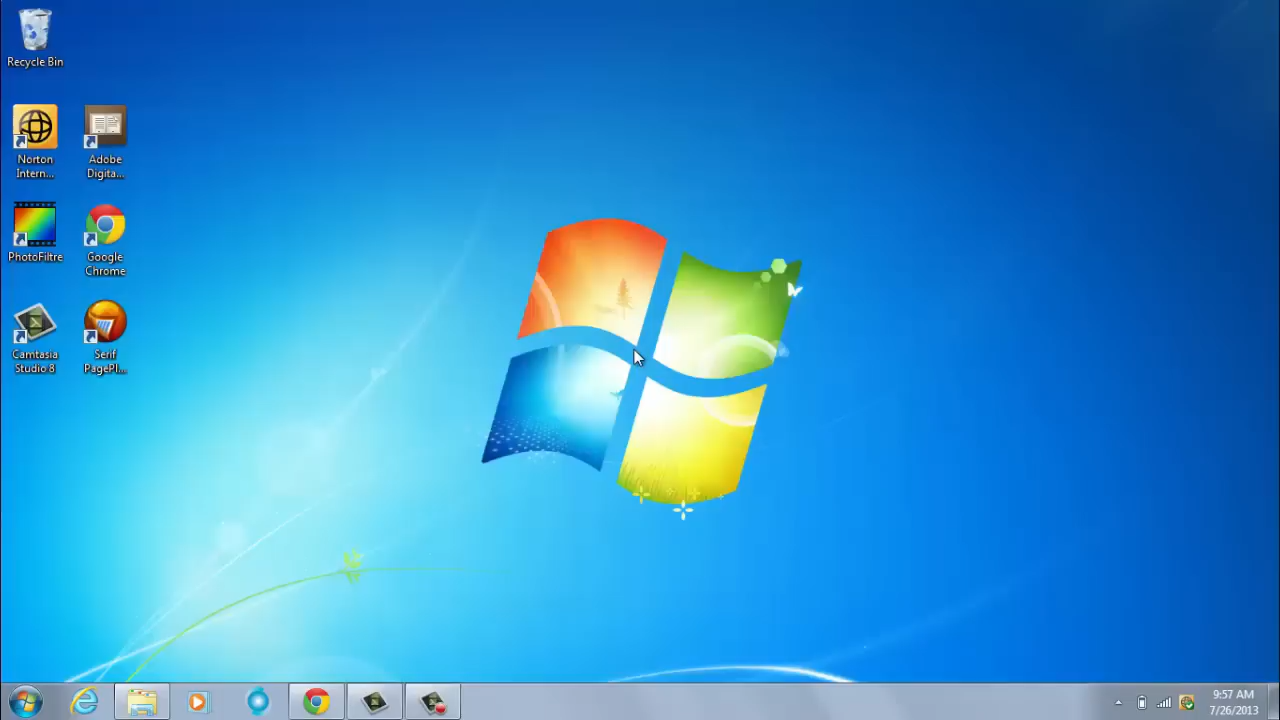 Recycle Bin
Norton
Intern...
Adobe
Digita...
PhotoFiltre
Google
Chrome
Camtasia
Studio 8
Serif
PagePl...
9:57 AM
7/26/2013